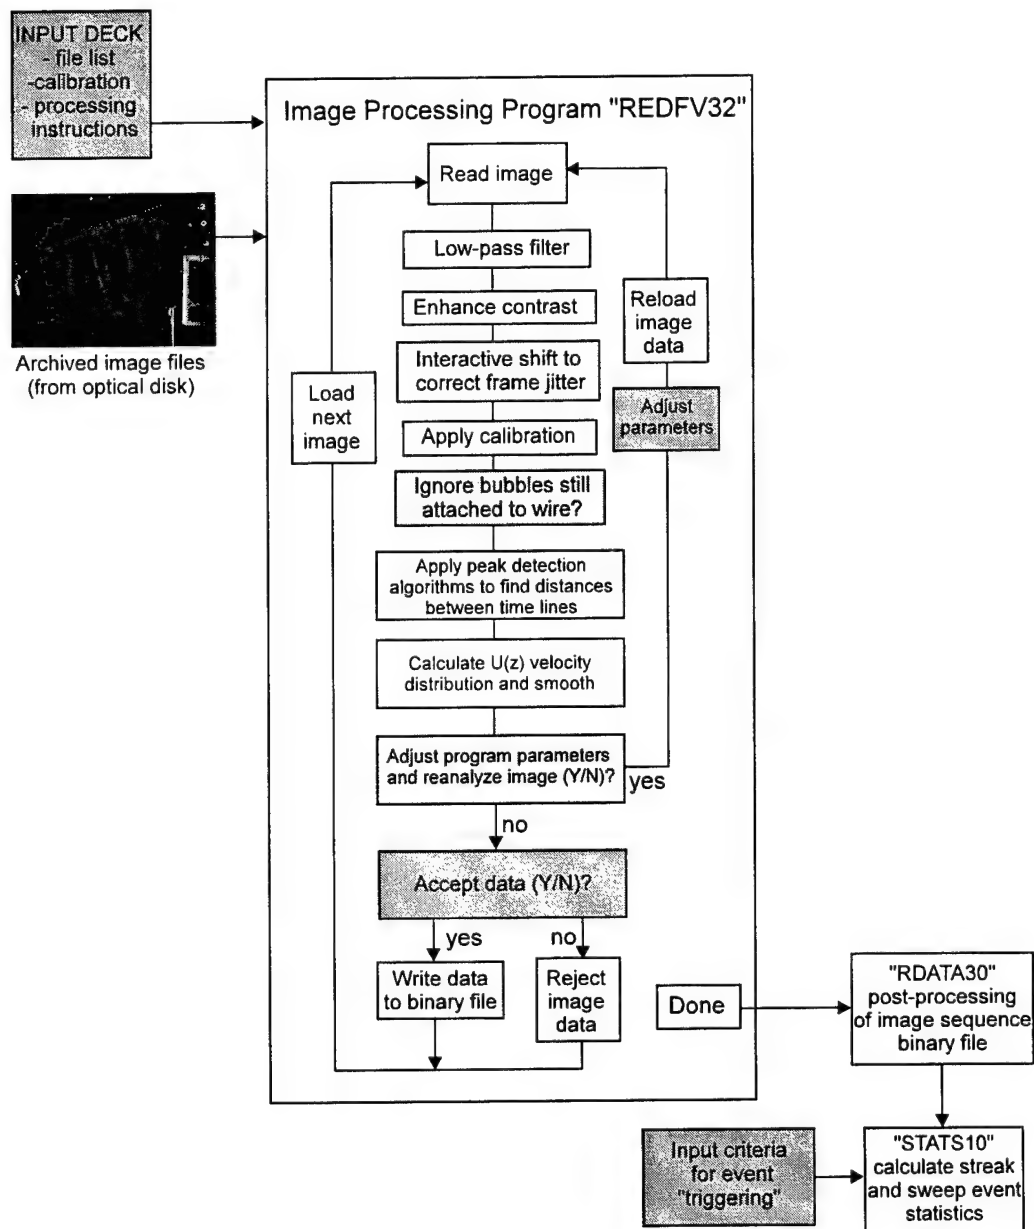 INPUT DECK
- file list
-calibration
- processing
instructions
Archived image files
(from optical disk)
Image Processing Program "REDFV32"
Read image
Low-pass filter
Enhance contrast
Interactive shift to
correct frame jitter
Apply calibration
Ignore bubbles still
attached to wire?
Apply peak detection
algorithms to find distances
between time lines
Calculate U(z) velocity
distribution and smooth
Adjust program parameters
and reanalyze image (Y/N)?
yes
no
Reload
image
data
Adjust
parameters
Load
next
image
Accept data (Y/N)?
yes
no
Write data
to binary file
Reject
image
data
Done
"RDATA30"
post-processing
of image sequence
binary file
Input criteria
for event
"triggering"
"STATS10"
calculate streak
and sweep event
statistics